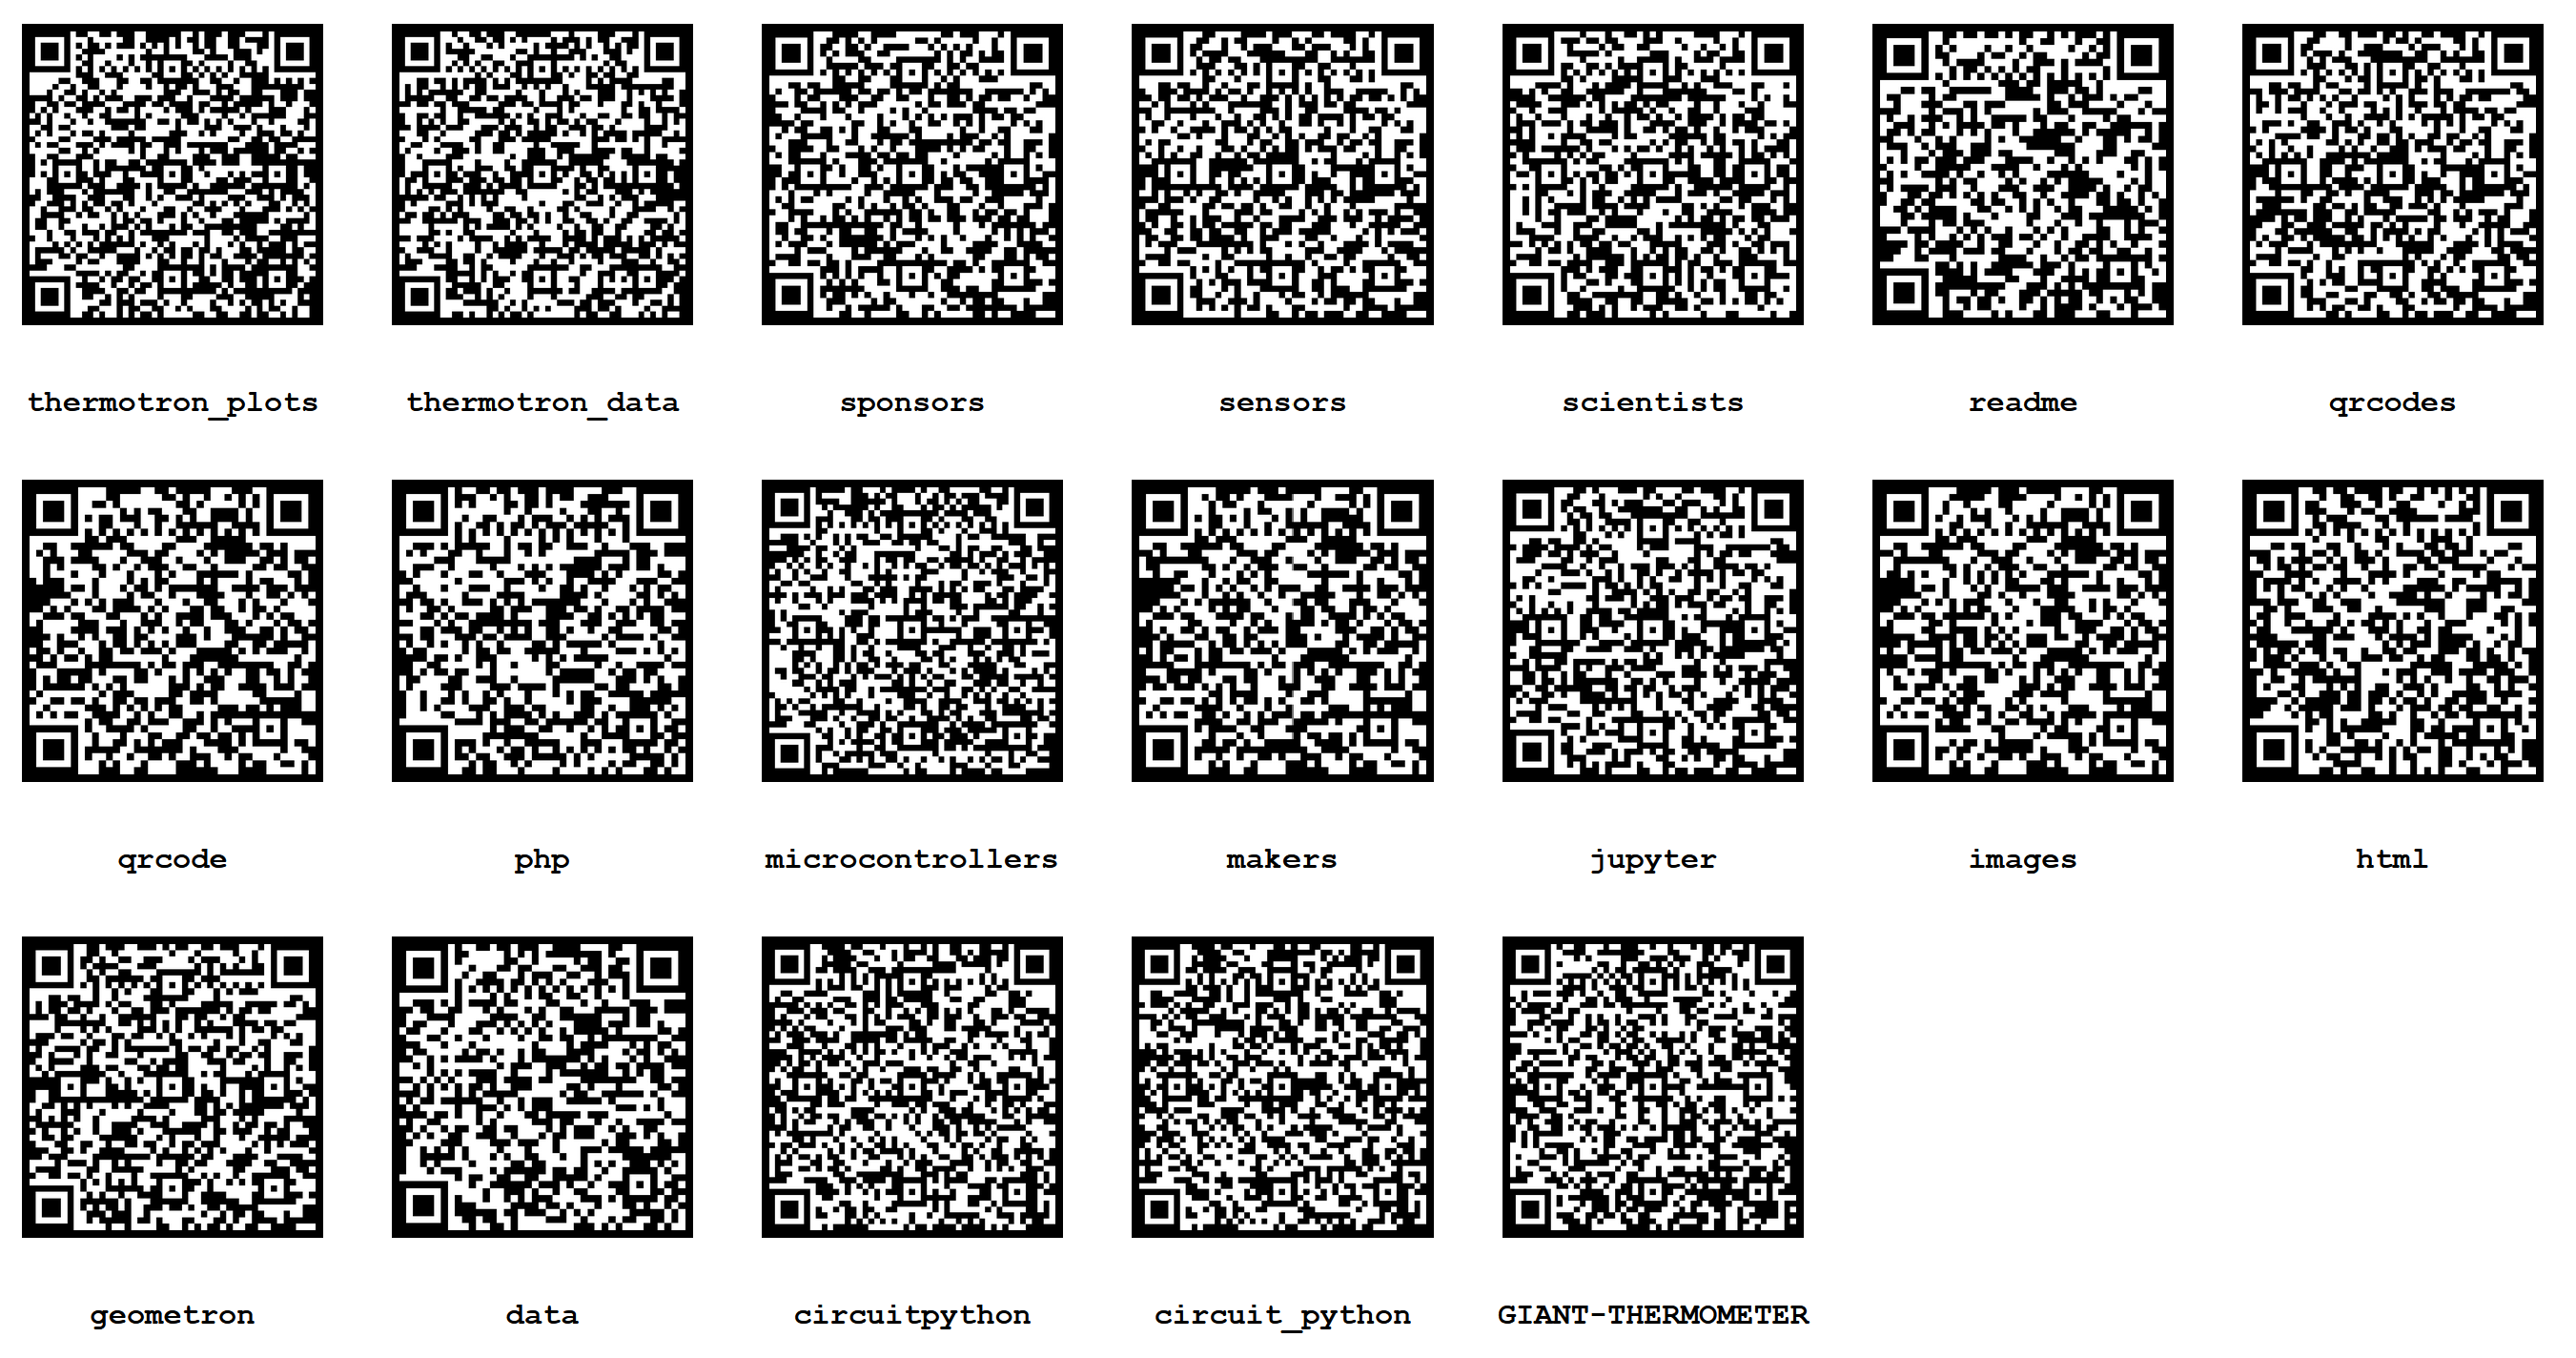 thermotron_plots thermotron_data sponsors sensors scientists readme qrcodes
qrcode php microcontrollers makers jupyter images html
geometron data circuitpython circuit_python GIANT-THERMOMETER